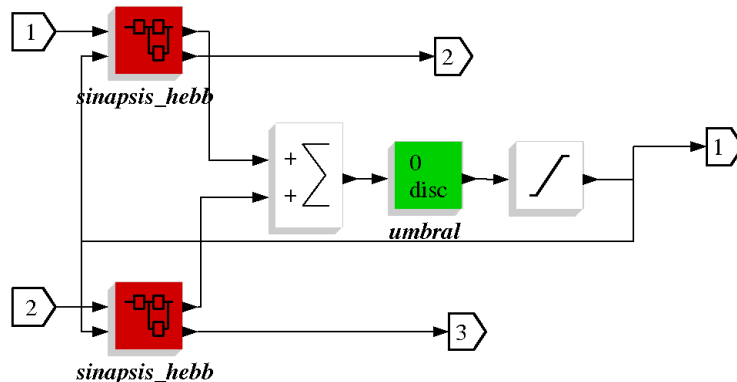 1
sinapsis_hebb
2
+
+
0
disc
umbral
1
2
sinapsis_hebb
3